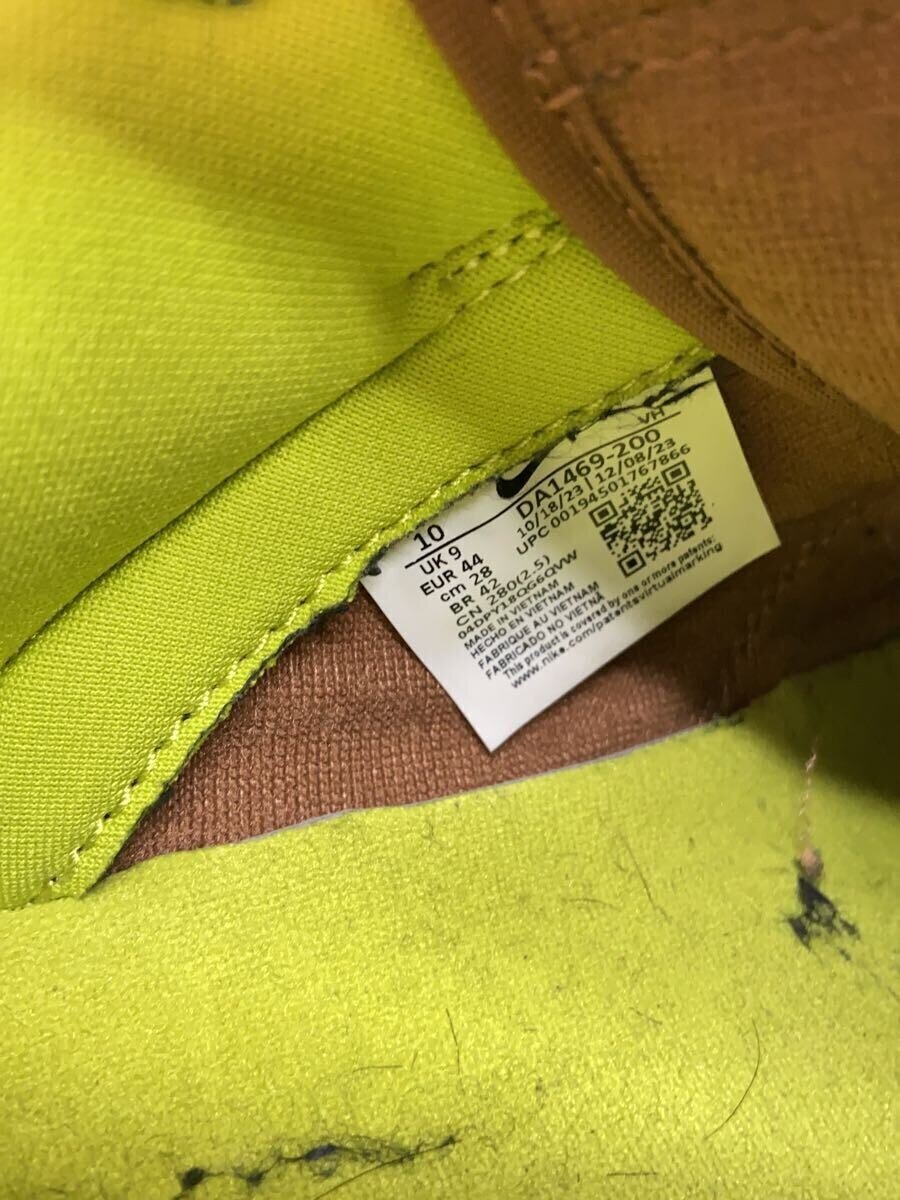 VH
10 DA1469-200
UK 9 10/18/23 | 12/08/23
EUR 44 UPC 00194501767866
cm 28
BR 42
CN 280(2.5)
04DPY18QG6QVW
MADE IN VIETNAM
HECHO EN VIETNAM
FABRIQUE AU VIETNAM
FABRICADO NO VIETNÃ
This product is covered by one or more patents:
www.nike.com/patentsvirtualmarking